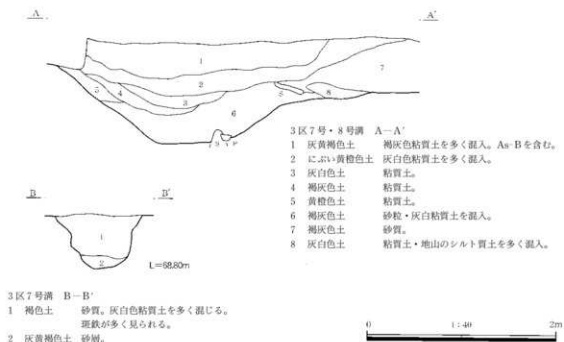 A A′
1
2
3
4
5
6
7
8
3区7号・8号溝 A―A′
1 灰黄褐色土 褐灰色粘質土を多く混入。As-Bを含む。
2 にぶい黄橙色土 灰白色粘質土を多く混入。
3 灰白色土 粘質土。
4 褐灰色土 粘質土。
5 黄橙色土 粘質土。
6 褐灰色土 砂粒・灰白粘質土を混入。
7 褐灰色土 砂質。
8 灰白色土 粘質土・地山のシルト質土を多く混入。
B B′
1
2
L=68.80m
3区7号溝 B―B′
1 褐色土 砂質。灰白色粘質土を多く混じる。
斑鉄が多く見られる。
2 灰黄褐色土 砂層。
0 1:40 2m